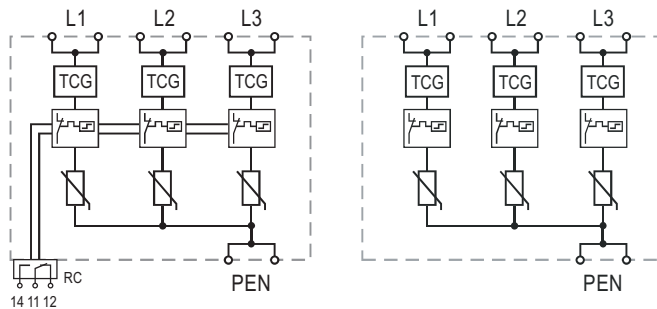 L1 L2 L3 L1 L2 L3
TCG TCG TCG TCG TCG TCG
PEN PEN
RC
14 11 12